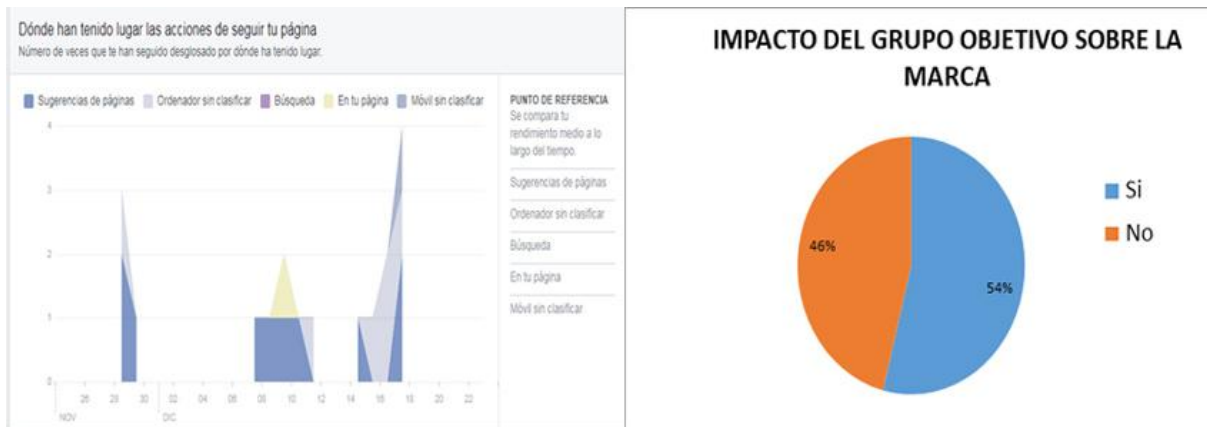 Dónde han tenido lugar las acciones de seguir tu página
Número de veces que te han seguido desglosado por dónde ha tenido lugar.
Sugerencias de páginas Ordenador sin clasificar Búsqueda En tu página Móvil sin clasificar
4
3
2
1
0
26 28 30 02 04 06 08 10 12 14 16 18 20 22
NOV DIC
PUNTO DE REFERENCIA
Se compara tu
rendimiento medio a lo
largo del tiempo.
Sugerencias de páginas
Ordenador sin clasificar
Búsqueda
En tu página
Móvil sin clasificar
IMPACTO DEL GRUPO OBJETIVO SOBRE LA
MARCA
46%
54%
Si
No